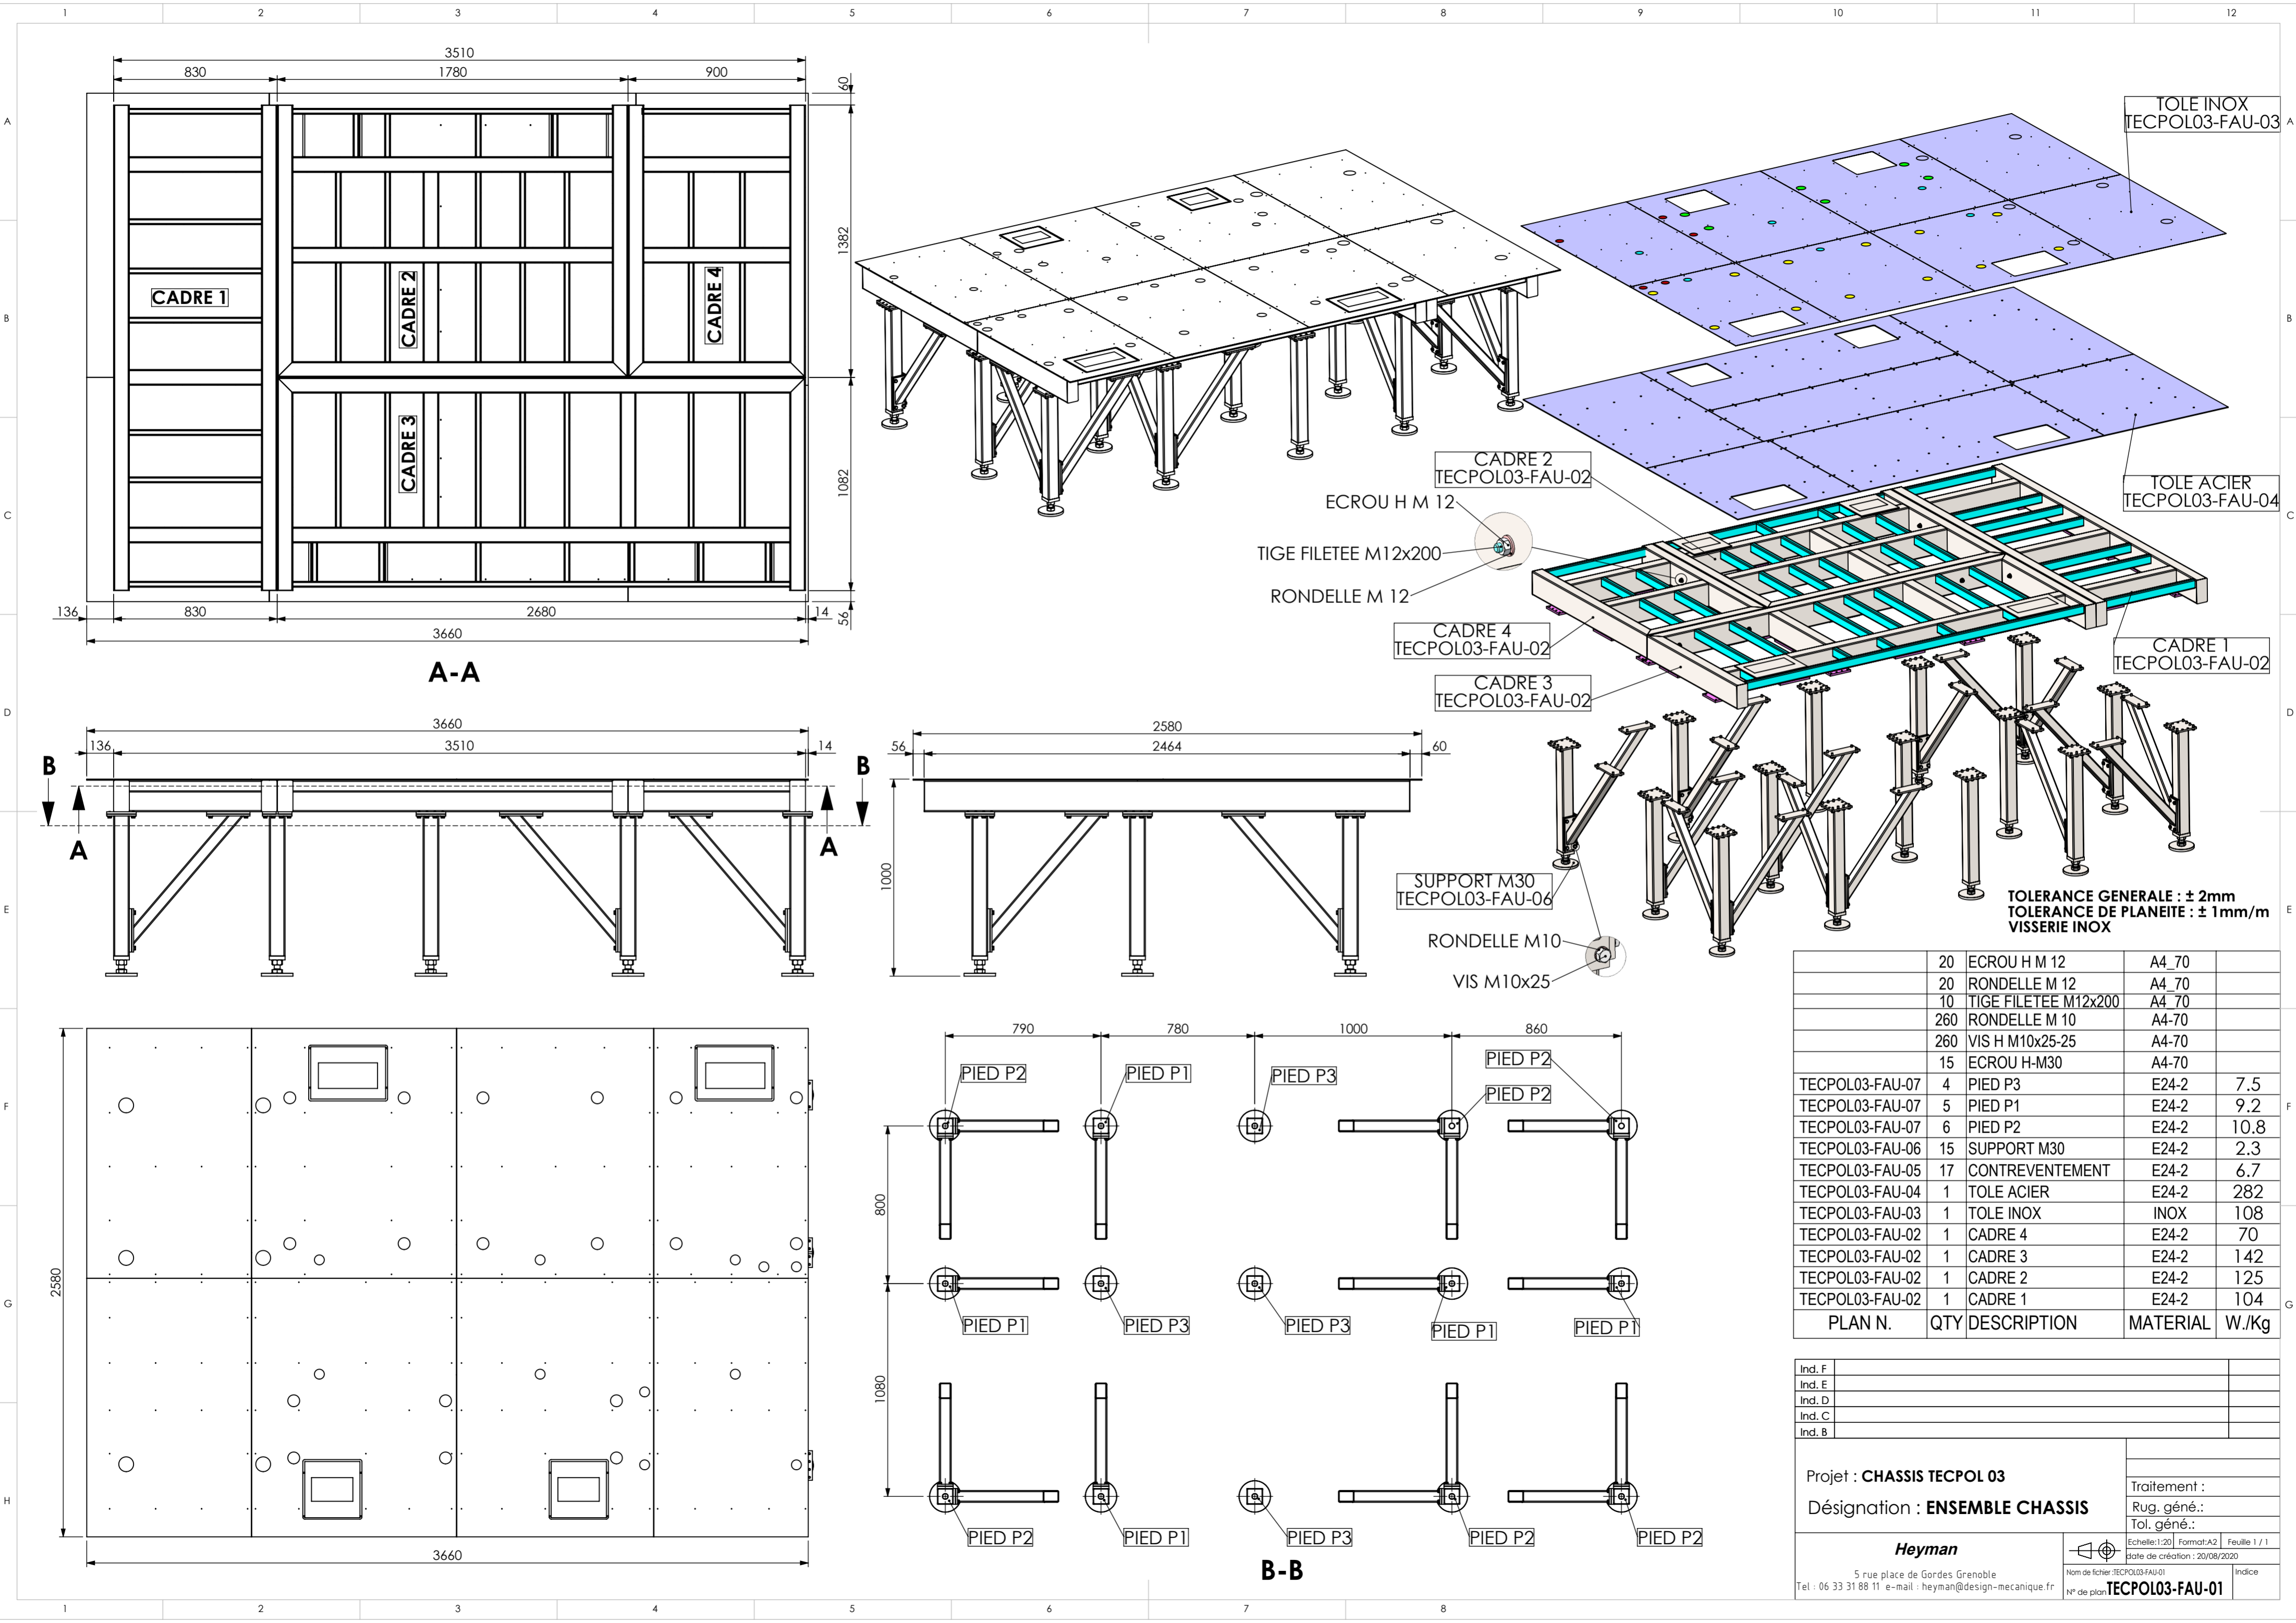 1 2 3 4 5 6 7 8 9 10 11 12
A
B
C
D
E
F
G
H
3510
830 1780 900
60
1382
1082
56
CADRE 1
CADRE 2
CADRE 4
CADRE 3
136 830 2680 14
3660
A-A
TOLE INOX
TECPOL03-FAU-03
TOLE ACIER
TECPOL03-FAU-04
CADRE 2
TECPOL03-FAU-02
ECROU H M 12
TIGE FILETEE M12x200
RONDELLE M 12
CADRE 4
TECPOL03-FAU-02
CADRE 3
TECPOL03-FAU-02
CADRE 1
TECPOL03-FAU-02
3660
136 3510 14
B B
A A
2580
56 2464 60
1000
SUPPORT M30
TECPOL03-FAU-06
RONDELLE M10
VIS M10x25
TOLERANCE GENERALE : ± 2mm
TOLERANCE DE PLANEITE : ± 1mm/m
VISSERIE INOX
2580
3660
790 780 1000 860
800
1080
PIED P2 PIED P1 PIED P3 PIED P2 PIED P2
PIED P1 PIED P3 PIED P3 PIED P1 PIED P1
PIED P2 PIED P1 PIED P3 PIED P2 PIED P2
B-B
20 ECROU H M 12 A4_70
20 RONDELLE M 12 A4_70
10 TIGE FILETEE M12x200 A4_70
260 RONDELLE M 10 A4-70
260 VIS H M10x25-25 A4-70
15 ECROU H-M30 A4-70
TECPOL03-FAU-07 4 PIED P3 E24-2 7.5
TECPOL03-FAU-07 5 PIED P1 E24-2 9.2
TECPOL03-FAU-07 6 PIED P2 E24-2 10.8
TECPOL03-FAU-06 15 SUPPORT M30 E24-2 2.3
TECPOL03-FAU-05 17 CONTREVENTEMENT E24-2 6.7
TECPOL03-FAU-04 1 TOLE ACIER E24-2 282
TECPOL03-FAU-03 1 TOLE INOX INOX 108
TECPOL03-FAU-02 1 CADRE 4 E24-2 70
TECPOL03-FAU-02 1 CADRE 3 E24-2 142
TECPOL03-FAU-02 1 CADRE 2 E24-2 125
TECPOL03-FAU-02 1 CADRE 1 E24-2 104
PLAN N. QTY DESCRIPTION MATERIAL W./Kg
Ind. F
Ind. E
Ind. D
Ind. C
Ind. B
Projet : CHASSIS TECPOL 03
Désignation : ENSEMBLE CHASSIS
Traitement :
Rug. géné.:
Tol. géné.:
Heyman
5 rue place de Gordes Grenoble
Tel : 06 33 31 88 11 e-mail : heyman@design-mecanique.fr
Echelle:1:20 Format:A2 Feuille 1 / 1
date de création : 20/08/2020
Nom de fichier :TECPOL03-FAU-01 Indice
N° de plan TECPOL03-FAU-01
1 2 3 4 5 6 7 8